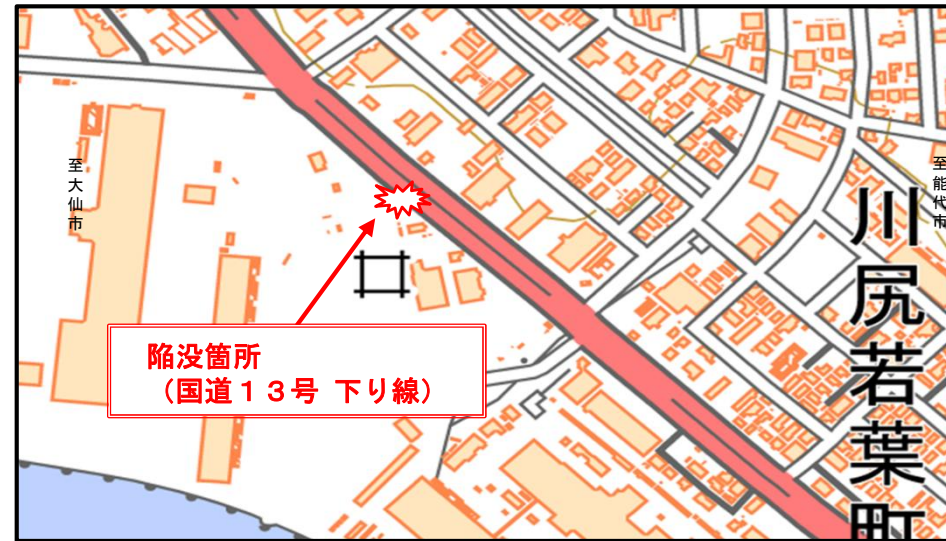 至大仙市
至能代市
川尻若葉町
陥没箇所
（国道１３号 下り線）